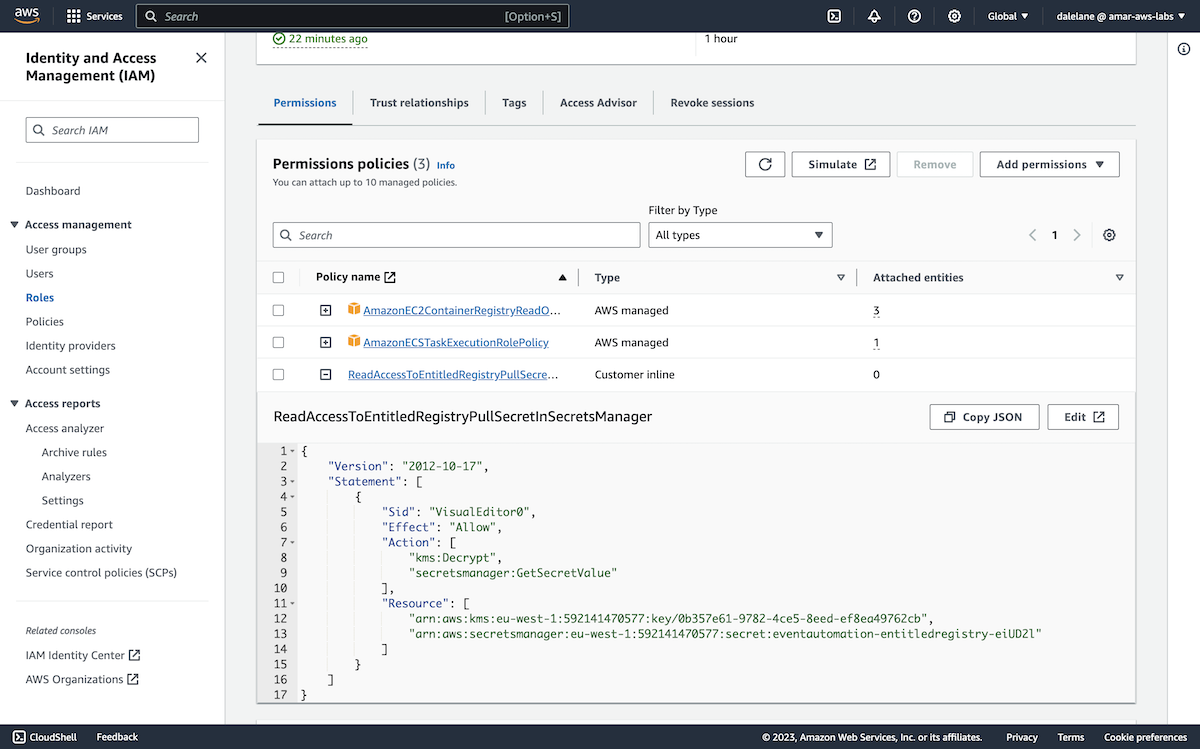 aws Services Search [Option+S] Global ▼ dalelane @ amar-aws-labs ▼
Identity and Access
Management (IAM)
Search IAM
Dashboard
Access management
User groups
Users
Roles
Policies
Identity providers
Account settings
Access reports
Access analyzer
Archive rules
Analyzers
Settings
Credential report
Organization activity
Service control policies (SCPs)
Related consoles
IAM Identity Center
AWS Organizations
22 minutes ago 1 hour
Permissions Trust relationships Tags Access Advisor Revoke sessions
Permissions policies (3) Info
You can attach up to 10 managed policies.
Simulate Remove Add permissions ▼
Filter by Type
Search All types 1
Policy name Type Attached entities
AmazonEC2ContainerRegistryReadO... AWS managed 3
AmazonECSTaskExecutionRolePolicy AWS managed 1
ReadAccessToEntitledRegistryPullSecre... Customer inline 0
ReadAccessToEntitledRegistryPullSecretInSecretsManager Copy JSON Edit
1 {
2 "Version": "2012-10-17",
3 "Statement": [
4 {
5 "Sid": "VisualEditor0",
6 "Effect": "Allow",
7 "Action": [
8 "kms:Decrypt",
9 "secretsmanager:GetSecretValue"
10 ],
11 "Resource": [
12 "arn:aws:kms:eu-west-1:592141470577:key/0b357e61-9782-4ce5-8eed-ef8ea49762cb",
13 "arn:aws:secretsmanager:eu-west-1:592141470577:secret:eventautomation-entitledregistry-eiUD2l"
14 ]
15 }
16 ]
17 }
CloudShell Feedback © 2023, Amazon Web Services, Inc. or its affiliates. Privacy Terms Cookie preferences